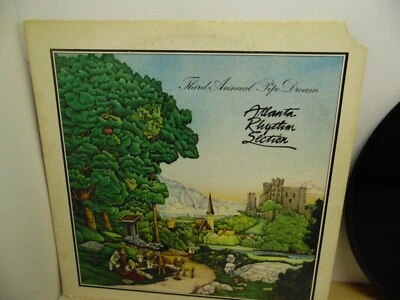 Third Annual Pipe Dream
Atlanta
Rhythm
Section